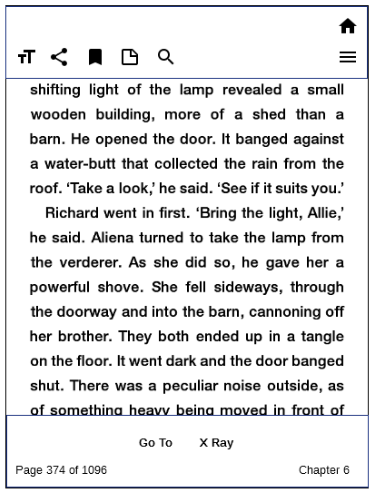 shifting light of the lamp revealed a small
wooden building, more of a shed than a
barn. He opened the door. It banged against
a water-butt that collected the rain from the
roof. ‘Take a look,’ he said. ‘See if it suits you.’
Richard went in first. ‘Bring the light, Allie,’
he said. Aliena turned to take the lamp from
the verderer. As she did so, he gave her a
powerful shove. She fell sideways, through
the doorway and into the barn, cannoning off
her brother. They both ended up in a tangle
on the floor. It went dark and the door banged
shut. There was a peculiar noise outside, as
of something heavy being moved in front of
Go To X Ray
Page 374 of 1096 Chapter 6